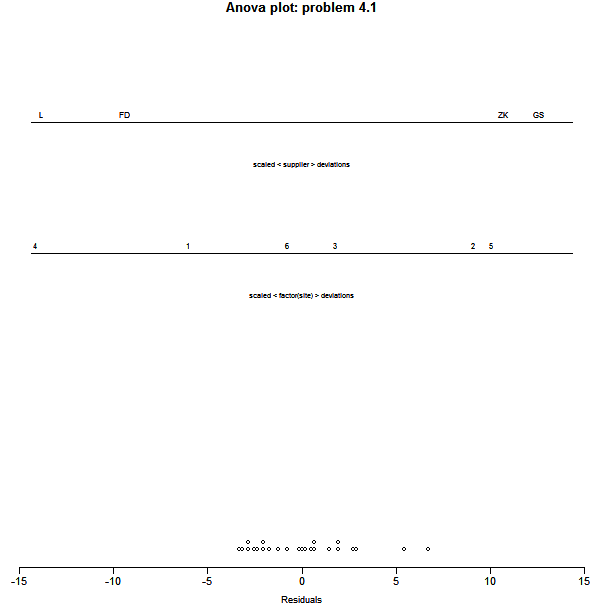 Anova plot: problem 4.1
L FD ZK GS
scaled < supplier > deviations
4 1 6 3 2 5
scaled < factor(site) > deviations
-15 -10 -5 0 5 10 15
Residuals